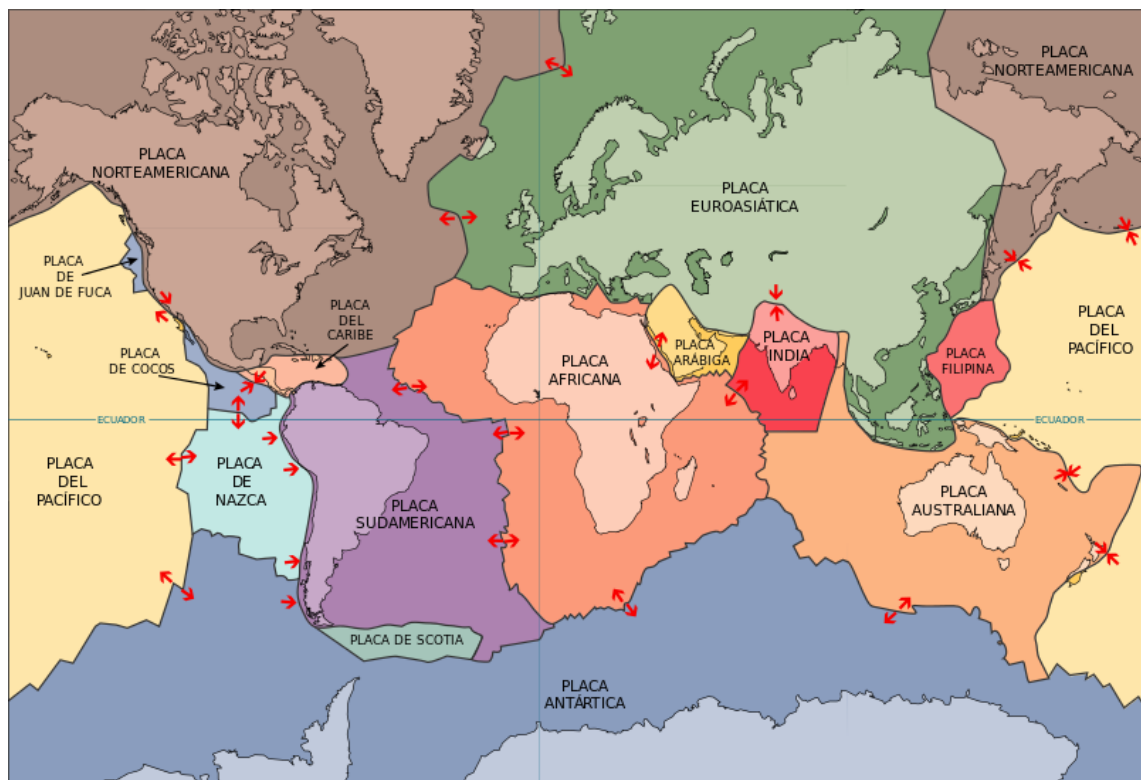 PLACA
NORTEAMERICANA
PLACA
NORTEAMERICANA
PLACA
EUROASIÁTICA
PLACA
DE
JUAN DE FUCA
PLACA
DEL CARIBE
PLACA
DE COCOS
PLACA
ARÁBIGA
PLACA
INDIA
PLACA
FILIPINA
PLACA
DEL
PACÍFICO
PLACA
AFRICANA
ECUADOR
ECUADOR
PLACA
DEL
PACÍFICO
PLACA
DE
NAZCA
PLACA
SUDAMERICANA
PLACA
AUSTRALIANA
PLACA DE SCOTIA
PLACA
ANTÁRTICA